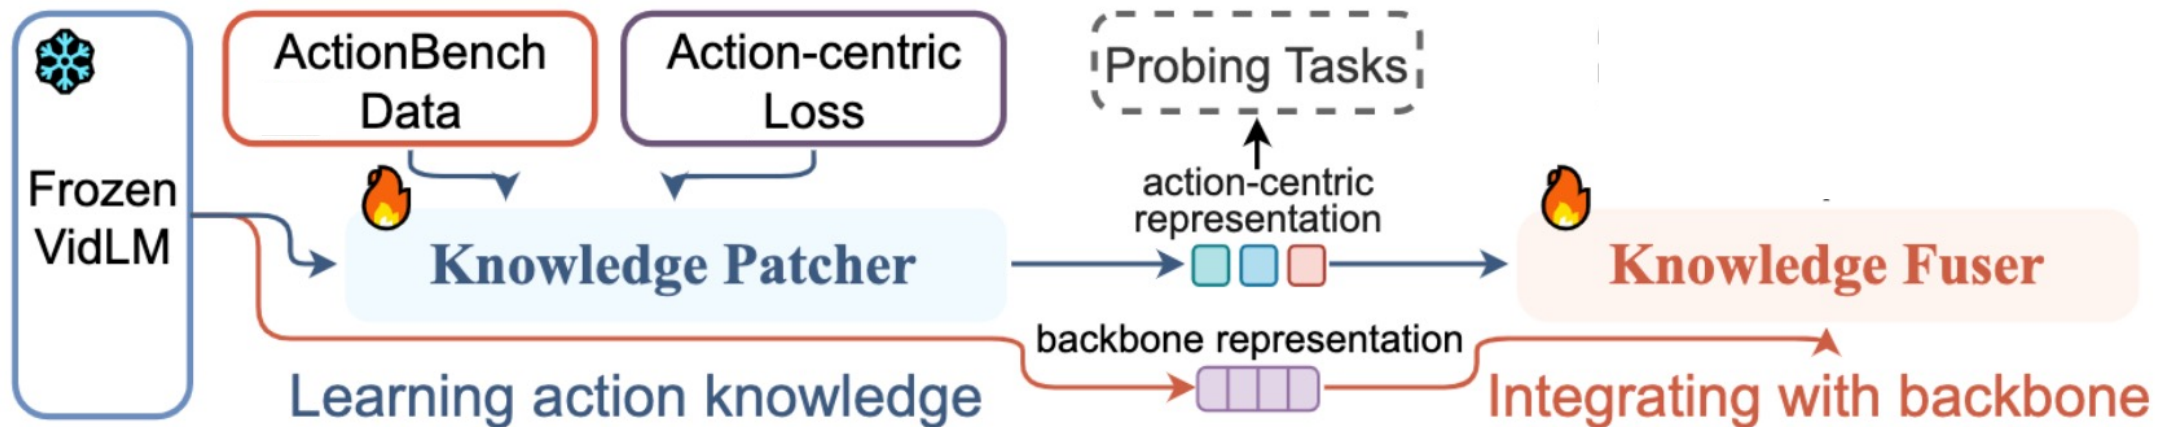 Frozen
VidLM
ActionBench
Data
Action-centric
Loss
Knowledge Patcher
Learning action knowledge
Probing Tasks
action-centric
representation
backbone representation
Knowledge Fuser
Integrating with backbone